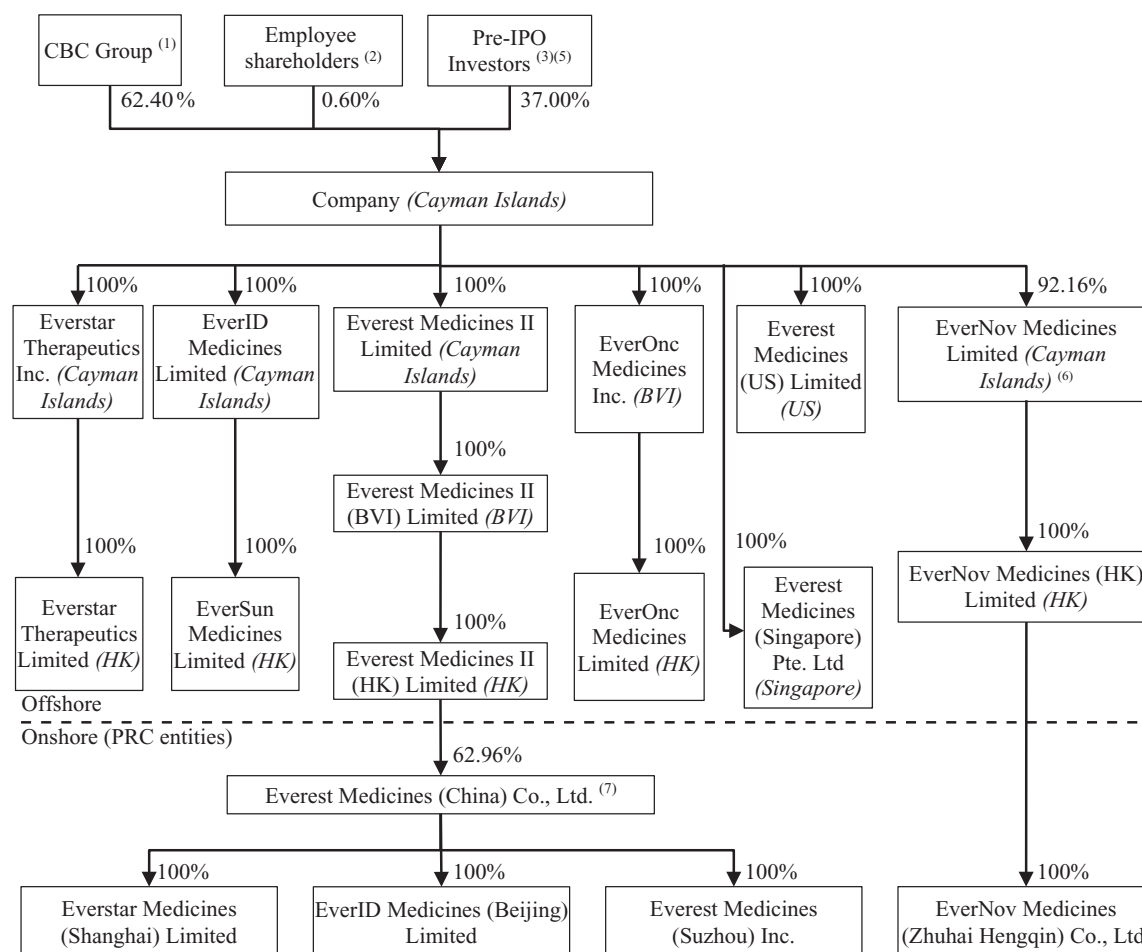 CBC Group (1)
Employee
shareholders (2)
Pre-IPO
Investors (3)(5)
62.40%
0.60%
37.00%
Company (Cayman Islands)
100%
100%
100%
100%
100%
92.16%
Everstar
Therapeutics
Inc. (Cayman
Islands)
EverID
Medicines
Limited (Cayman
Islands)
Everest Medicines II
Limited (Cayman
Islands)
EverOnc
Medicines
Inc. (BVI)
Everest
Medicines
(US) Limited
(US)
EverNov Medicines
Limited (Cayman
Islands) (6)
100%
Everest Medicines II
(BVI) Limited (BVI)
100%
100%
100%
100%
100%
100%
Everstar
Therapeutics
Limited (HK)
EverSun
Medicines
Limited (HK)
Everest Medicines II
(HK) Limited (HK)
EverOnc
Medicines
Limited (HK)
Everest
Medicines
(Singapore)
Pte. Ltd
(Singapore)
EverNov Medicines (HK)
Limited (HK)
Offshore
Onshore (PRC entities)
62.96%
Everest Medicines (China) Co., Ltd. (7)
100%
100%
100%
100%
Everstar Medicines
(Shanghai) Limited
EverID Medicines (Beijing)
Limited
Everest Medicines
(Suzhou) Inc.
EverNov Medicines
(Zhuhai Hengqin) Co., Ltd